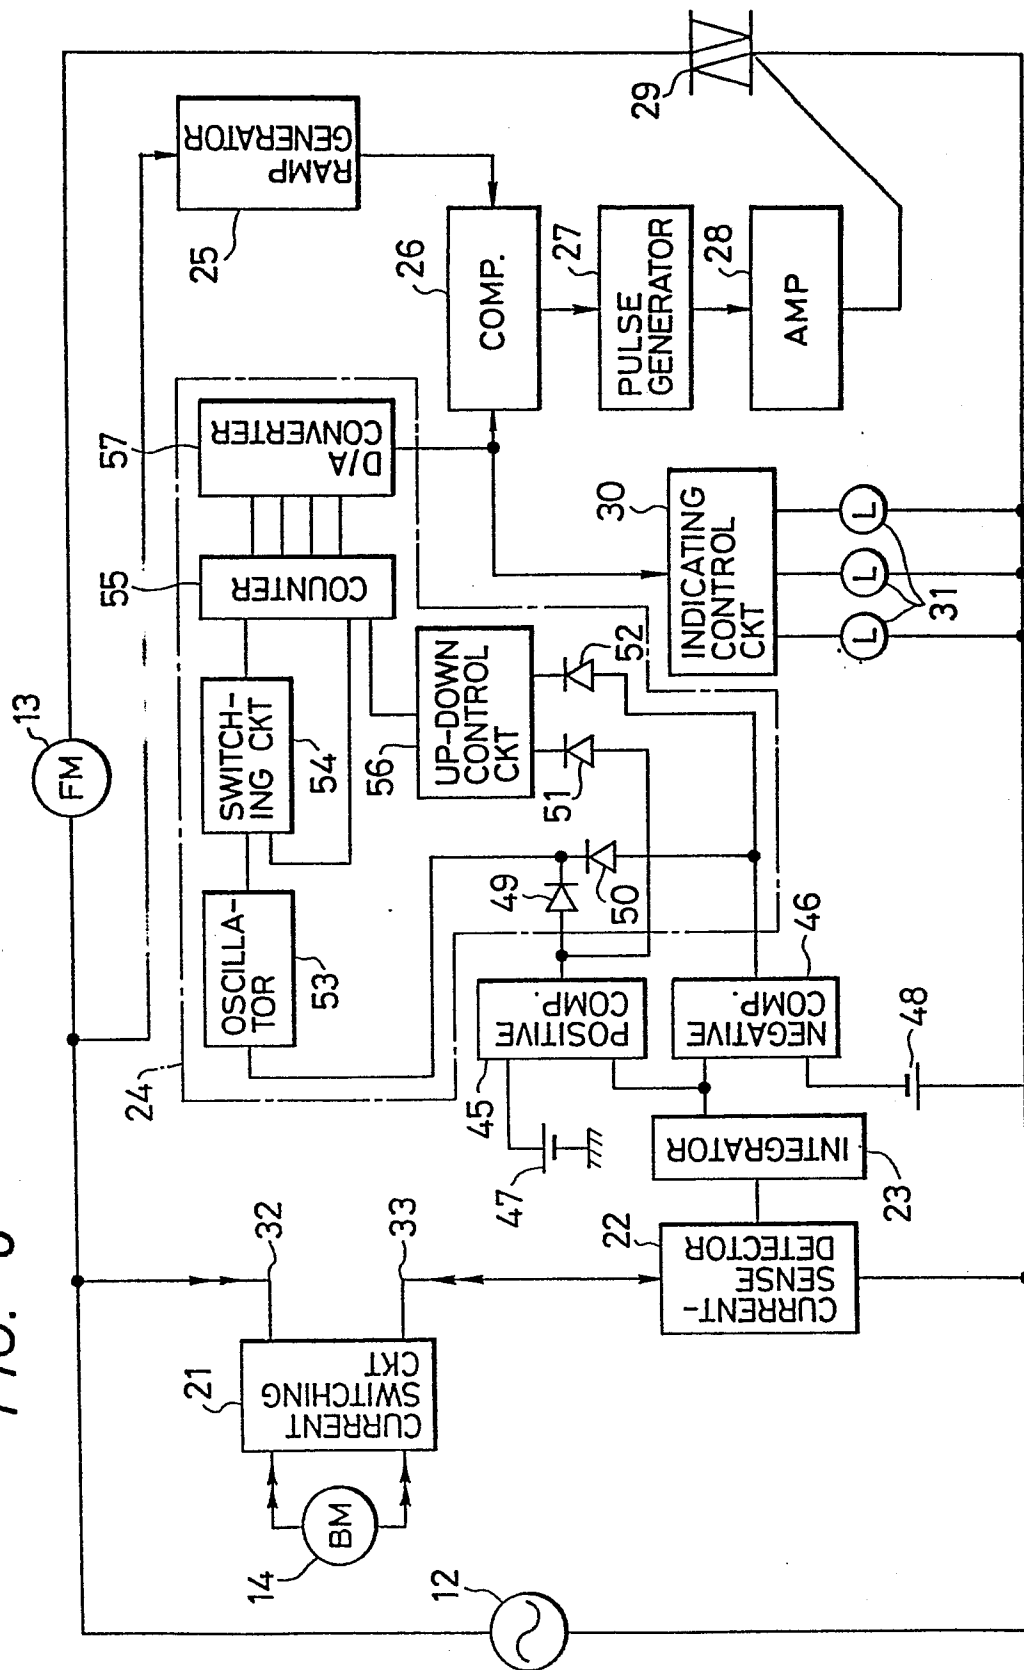 FIG.
13
FM
29
25
RAMP
GENERATOR
26
COMP.
27
PULSE
GENERATOR
28
AMP
57
D/A
CONVERTER
55
COUNTER
30
INDICATING
CONTROL
CKT
L
L
L
31
SWITCH-
ING CKT
54
56
UP-DOWN
CONTROL
CKT
52
51
49
50
OSCILLA-
TOR
53
24
45
POSITIVE
COMP.
46
NEGATIVE
COMP.
47
48
INTEGRATOR
23
22
CURRENT-
SENSE
DETECTOR
32
33
21
CURRENT
SWITCHING
CKT
14
BM
12